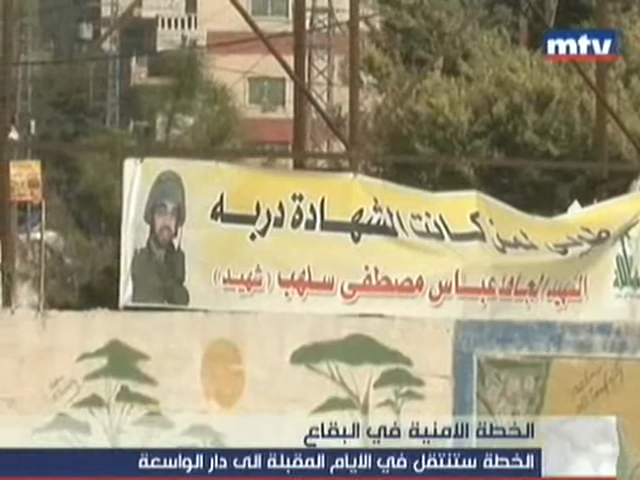 mtv
طوبى لمن كانت الشهادة دربه
الشهيد المجاهد عباس مصطفى سلهب (شهيد)
الخطة الامنية في البقاع
الخطة ستنتقل في الايام المقبلة الى دار الواسعة